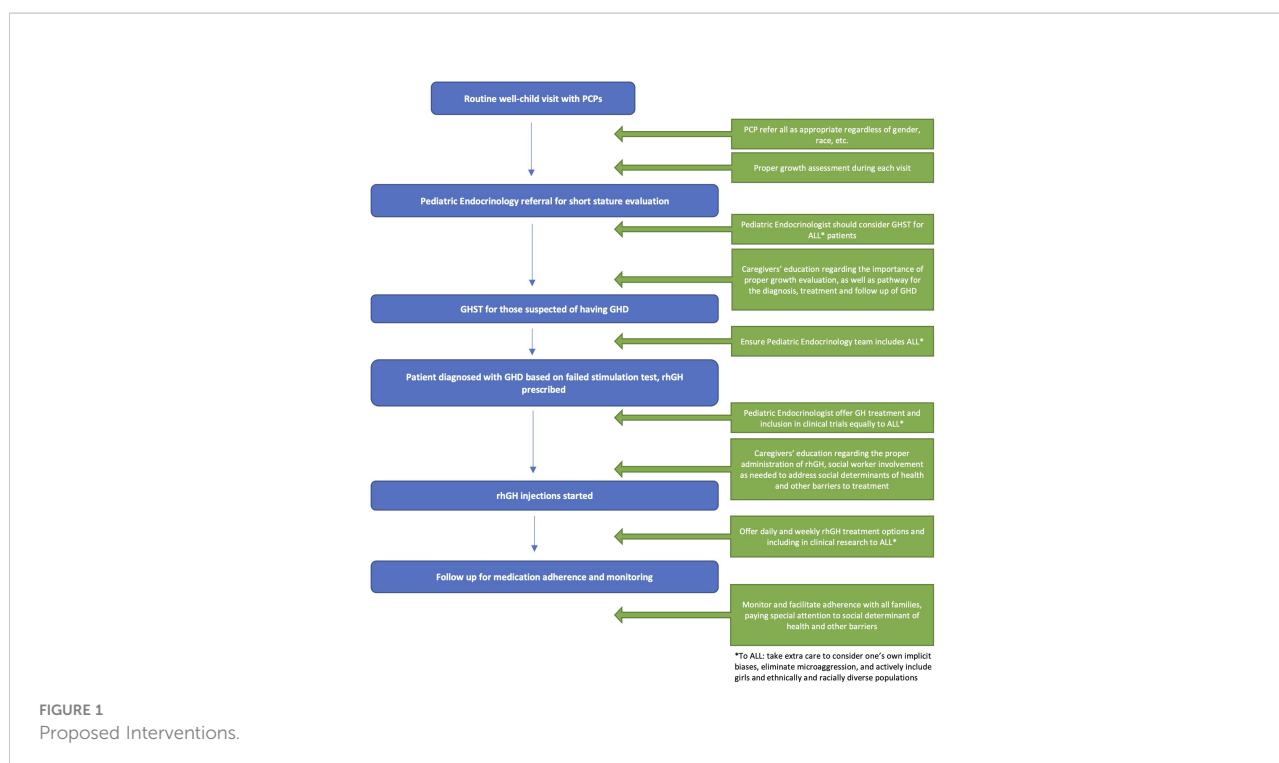 Routine well-child visit with PCPs
PCP refer all as appropriate regardless of gender,
race, etc.
Proper growth assessment during each visit
Pediatric Endocrinology referral for short stature evaluation
Pediatric Endocrinologist should consider GHST for
ALL* patients
Caregivers' education regarding the importance of
proper growth evaluation, as well as pathway for
the diagnosis, treatment and follow up of GHD
GHST for those suspected of having GHD
Ensure Pediatric Endocrinology team includes ALL*
Patient diagnosed with GHD based on failed stimulation test, rhGH
prescribed
Pediatric Endocrinologist offer GH treatment and
inclusion in clinical trials equally to ALL*
Caregivers' education regarding the proper
administration of rhGH, social worker involvement
as needed to address social determinants of health
and other barriers to treatment
rhGH injections started
Offer daily and weekly rhGH treatment options and
including in clinical research to ALL*
Follow up for medication adherence and monitoring
Monitor and facilitate adherence with all families,
paying special attention to social determinant of
health and other barriers
*To ALL: take extra care to consider one's own implicit
biases, eliminate microaggression, and actively include
girls and ethnically and racially diverse populations
FIGURE 1
Proposed Interventions.